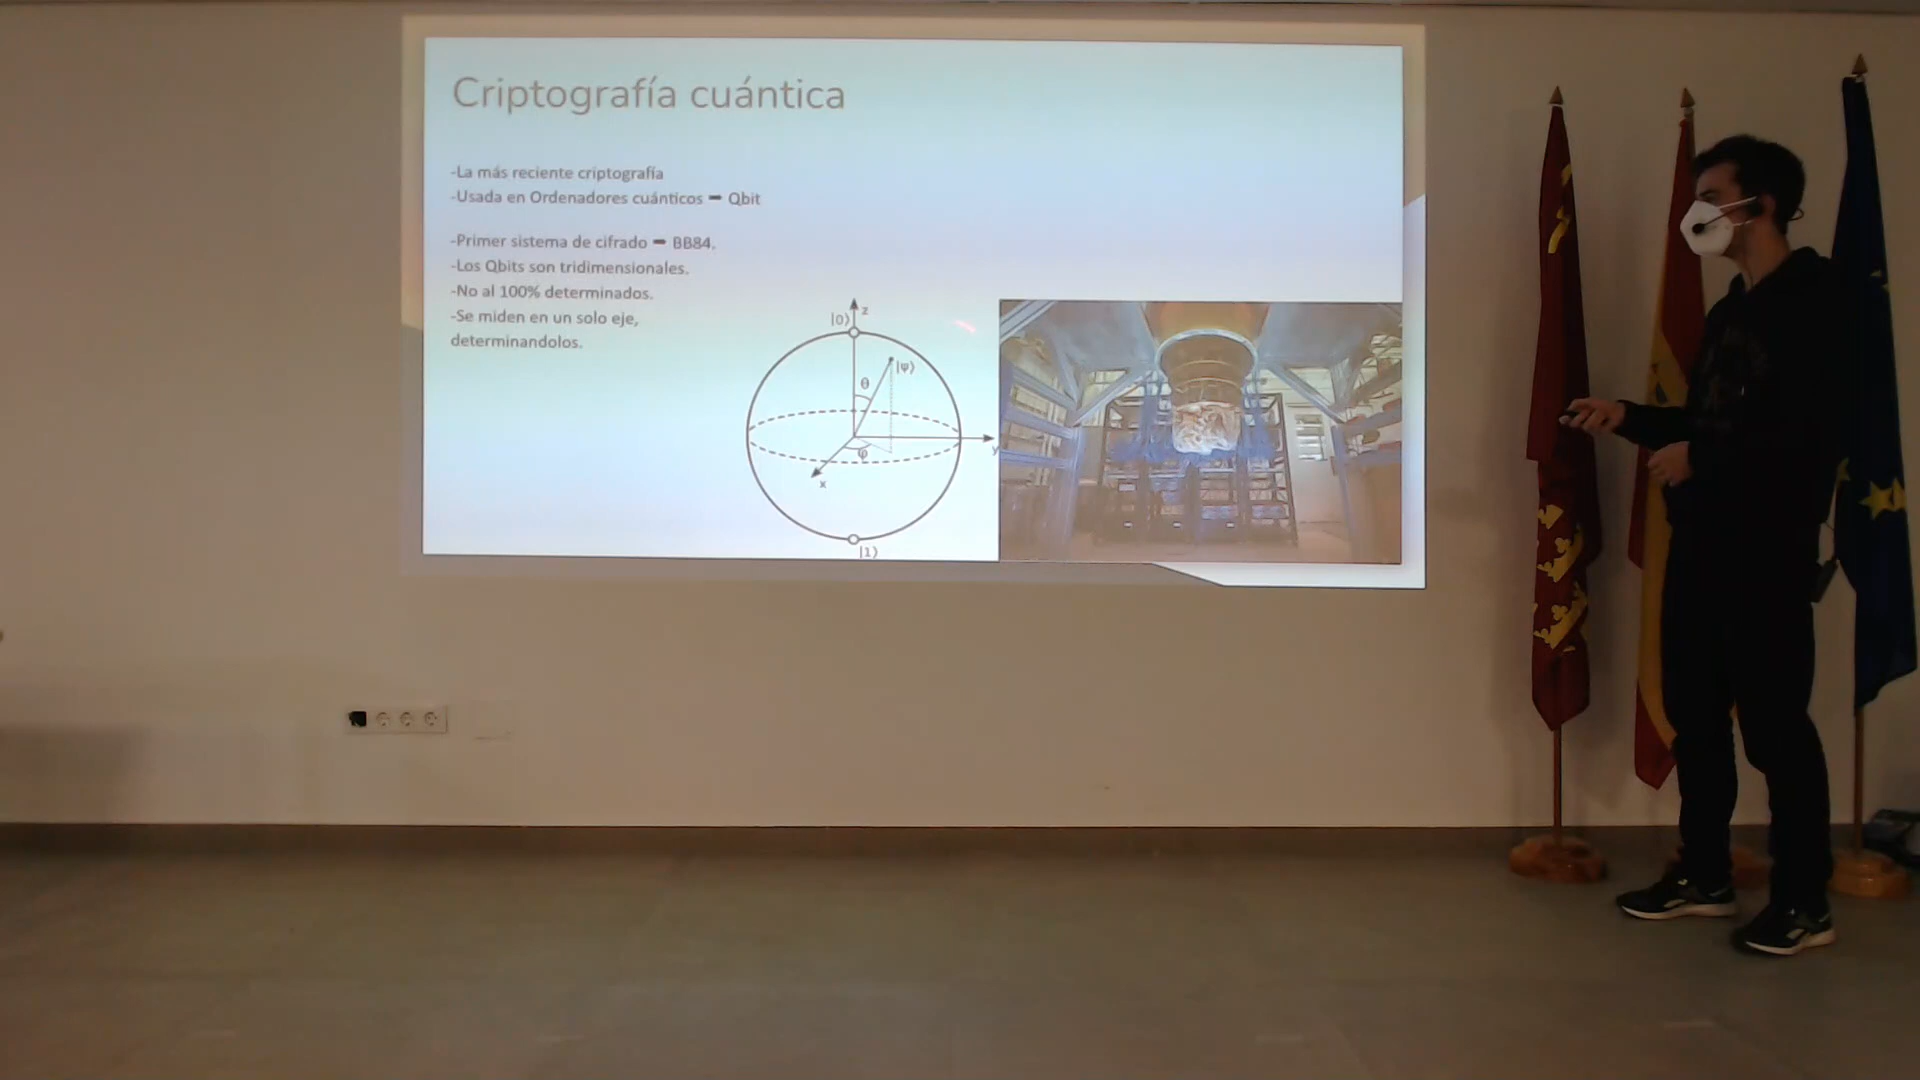 Criptografía cuántica
-La más reciente criptografía
-Usada en Ordenadores cuánticos ➡ Qbit
-Primer sistema de cifrado ➡ BB84.
-Los Qbits son tridimensionales.
-No al 100% determinados.
-Se miden en un solo eje,
determinandolos.
|0⟩
z
|ψ⟩
θ
φ
y
x
|1⟩